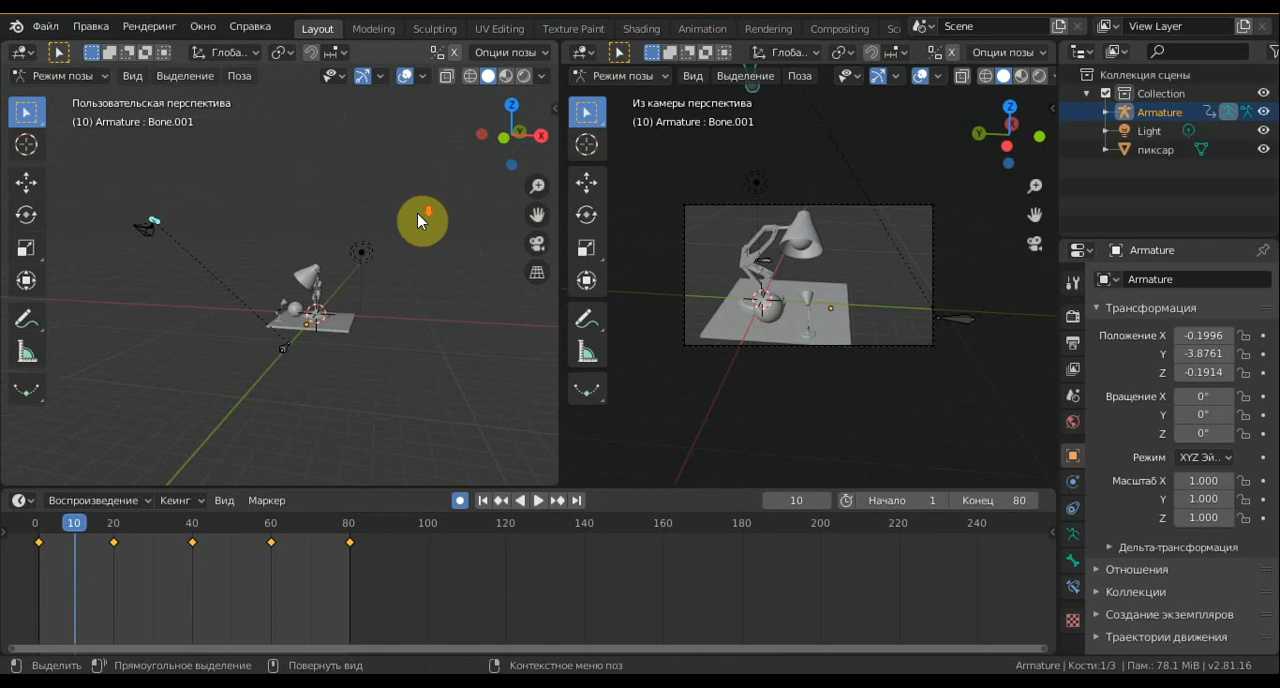 Файл Правка Рендеринг Окно Справка Layout Modeling Sculpting UV Editing Texture Paint Shading Animation Rendering Compositing Sc Scene View Layer
Глоба.. Опции позы Глоба.. Опции позы
Режим позы Вид Выделение Поза Режим позы Вид Выделение Поза
Коллекция сцены
Collection
Armature
Light
пиксар
Пользовательская перспектива
(10) Armature : Bone.001
Z
Y
X
Из камеры перспектива
(10) Armature : Bone.001
Z
X
Y
Armature
Armature
Трансформация
Положение X -0.1996
Y -3.8761
Z -0.1914
Вращение X 0°
Y 0°
Z 0°
Режим XYZ Эй..
Масштаб X 1.000
Y 1.000
Z 1.000
Дельта-трансформация
Отношения
Коллекции
Создание экземпляров
Траектории движения
Воспроизведение Кеинг Вид Маркер 10 Начало 1 Конец 80
0 10 20 40 60 80 100 120 140 160 180 200 220 240
Выделить Прямоугольное выделение Повернуть вид Контекстное меню поз Armature | Кости:1/3 | Пам.: 78.1 MiB | v2.81.16